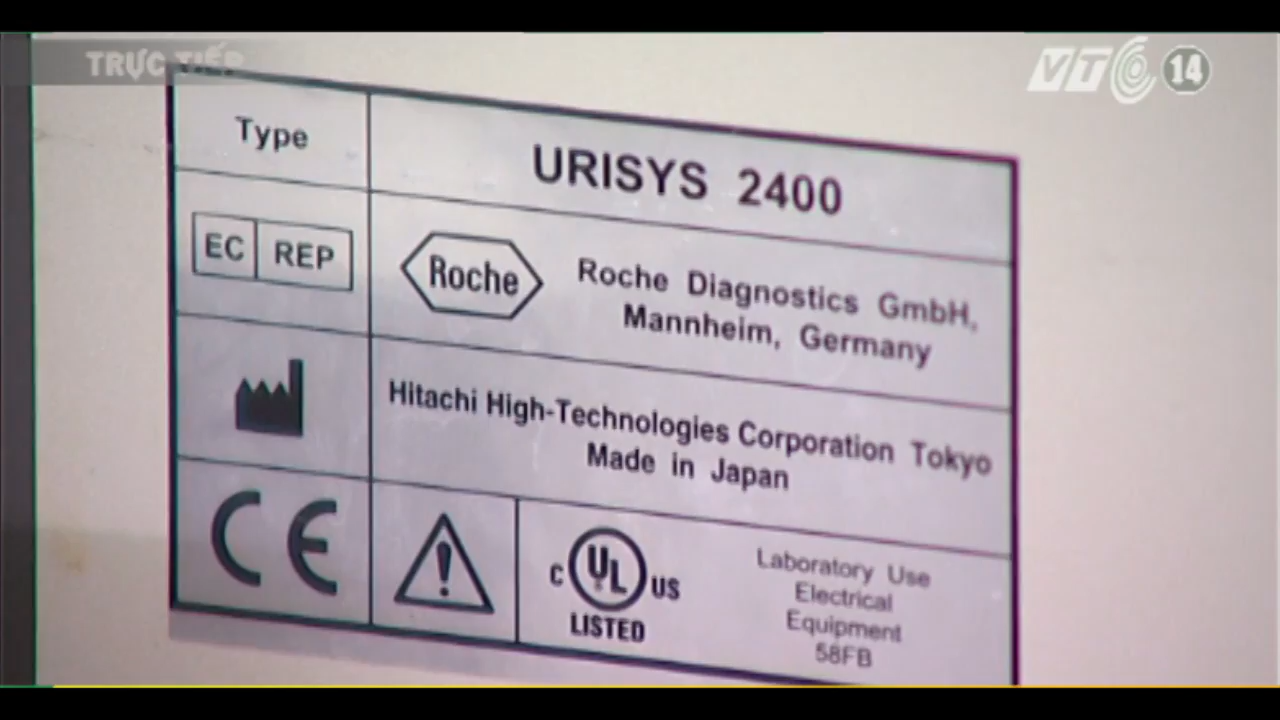 TRỰC TIẾP
VTC 14
Type
URISYS 2400
EC REP
Roche
Roche Diagnostics GmbH,
Mannheim, Germany
Hitachi High-Technologies Corporation Tokyo
Made in Japan
CE
C UL US
LISTED
Laboratory Use
Electrical
Equipment
58FB